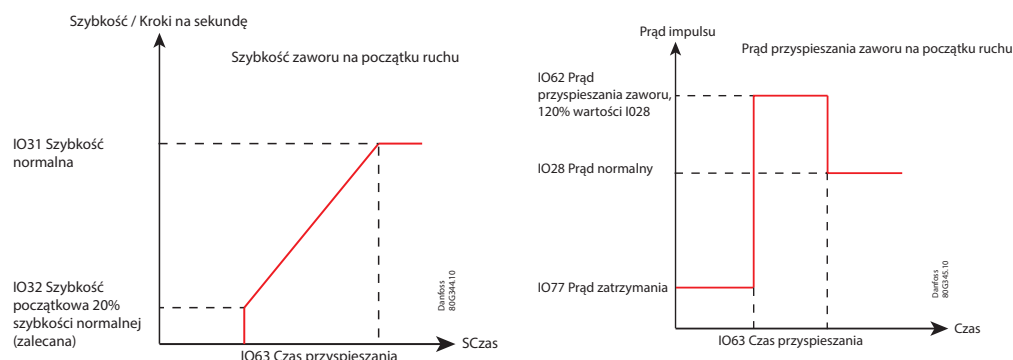 Szybkość / Kroki na sekundę
Szybkość zaworu na początku ruchu
IO31 Szybkość
normalna
IO32 Szybkość
początkowa 20%
szybkości normalnej
(zalecana)
Danfoss
80G344.10
SCzas
IO63 Czas przyspieszania
Prąd impulsu
Prąd przyspieszania zaworu na początku ruchu
IO62 Prąd
przyspieszania zaworu,
120% wartości I028
IO28 Prąd normalny
IO77 Prąd zatrzymania
Danfoss
80G345.10
Czas
IO63 Czas przyspieszania